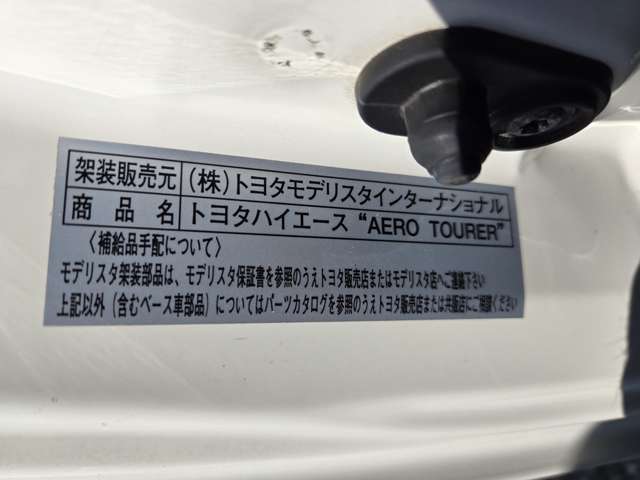 架装販売元 (株)トヨタモデリスタインターナショナル
商品名 トヨタハイエース “AERO TOURER”
〈補給品手配について〉
モデリスタ架装部品は、モデリスタ保証書を参照のうえトヨタ販売店またはモデリスタ店へご連絡下さい
上記以外(含むベース車部品)についてはパーツカタログを参照のうえトヨタ販売店または共販店にご用命ください